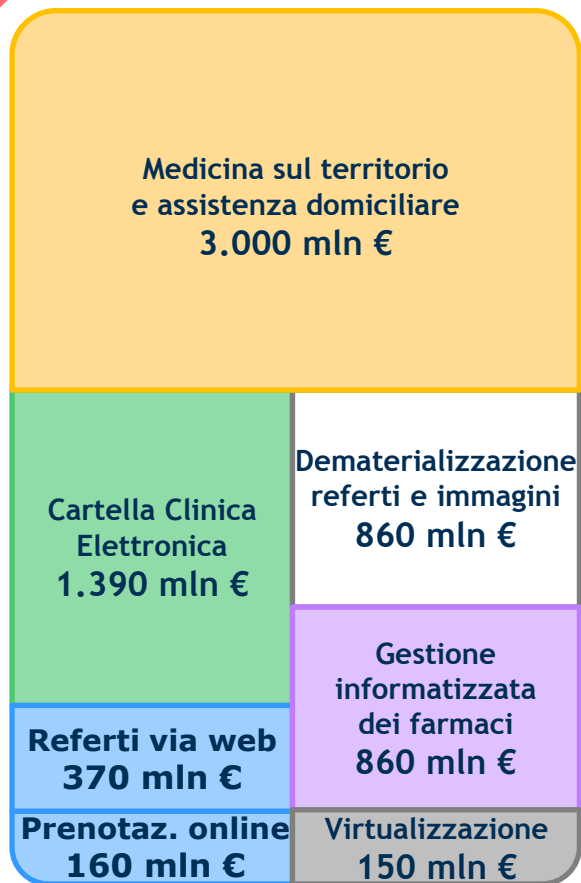 Medicina sul territorio
e assistenza domiciliare
3.000 mln €
Cartella Clinica
Elettronica
1.390 mln €
Dematerializzazione
referti e immagini
860 mln €
Gestione
informatizzata
dei farmaci
860 mln €
Referti via web
370 mln €
Prenotaz. online
160 mln €
Virtualizzazione
150 mln €